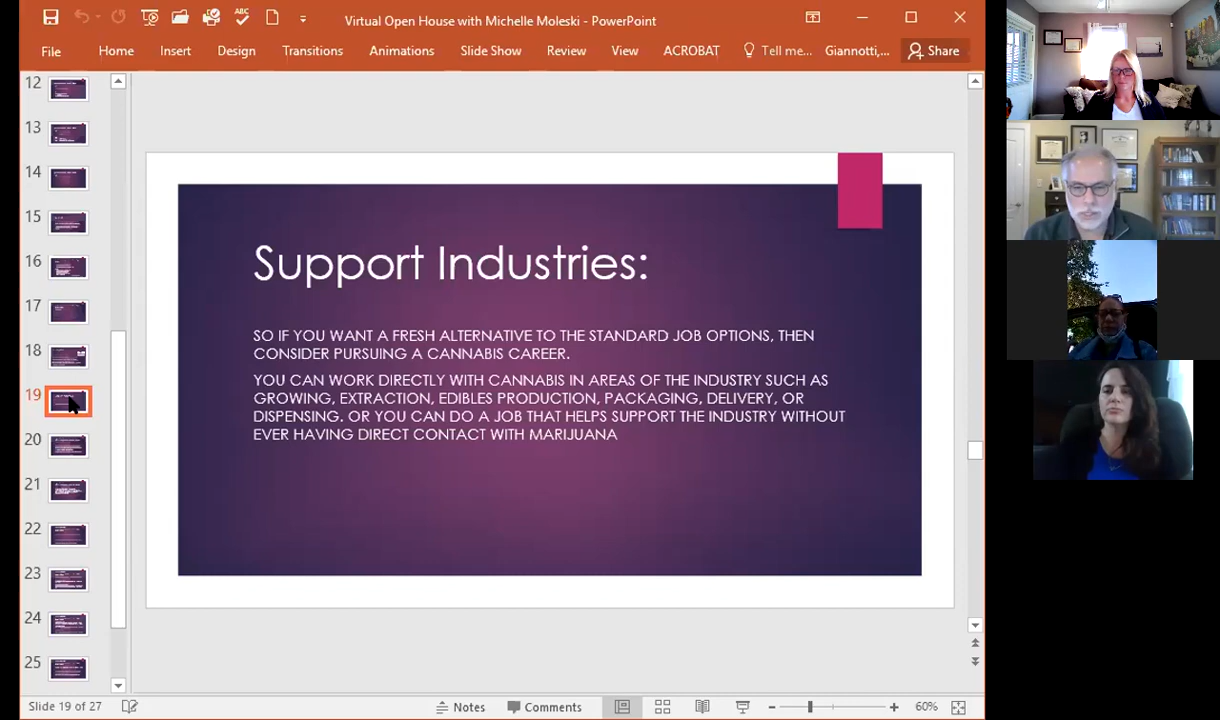 Virtual Open House with Michelle Moleski - PowerPoint
ABC
File Home Insert Design Transitions Animations Slide Show Review View ACROBAT Tell me... Giannotti,... Share
12
13
14
15
16
17
18
19
20
21
22
23
24
25
Support Industries:
SO IF YOU WANT A FRESH ALTERNATIVE TO THE STANDARD JOB OPTIONS, THEN
CONSIDER PURSUING A CANNABIS CAREER.
YOU CAN WORK DIRECTLY WITH CANNABIS IN AREAS OF THE INDUSTRY SUCH AS
GROWING, EXTRACTION, EDIBLES PRODUCTION, PACKAGING, DELIVERY, OR
DISPENSING. OR YOU CAN DO A JOB THAT HELPS SUPPORT THE INDUSTRY WITHOUT
EVER HAVING DIRECT CONTACT WITH MARIJUANA
Slide 19 of 27 Notes Comments 60%